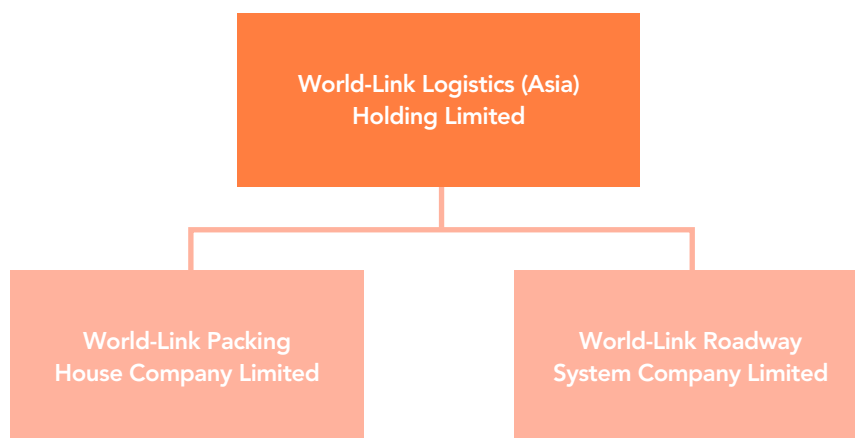 World-Link Logistics (Asia)
Holding Limited
World-Link Packing
House Company Limited
World-Link Roadway
System Company Limited